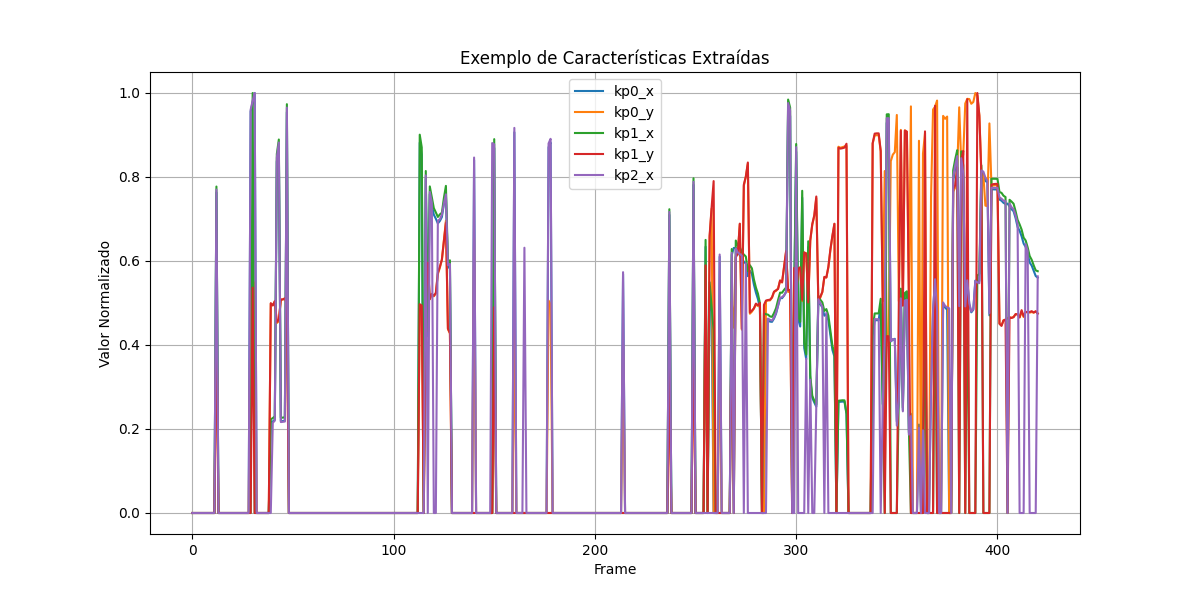 Exemplo de Características Extraídas
kp0_x
kp0_y
kp1_x
kp1_y
kp2_x
Valor Normalizado
1.0
0.8
0.6
0.4
0.2
0.0
0 100 200 300 400
Frame